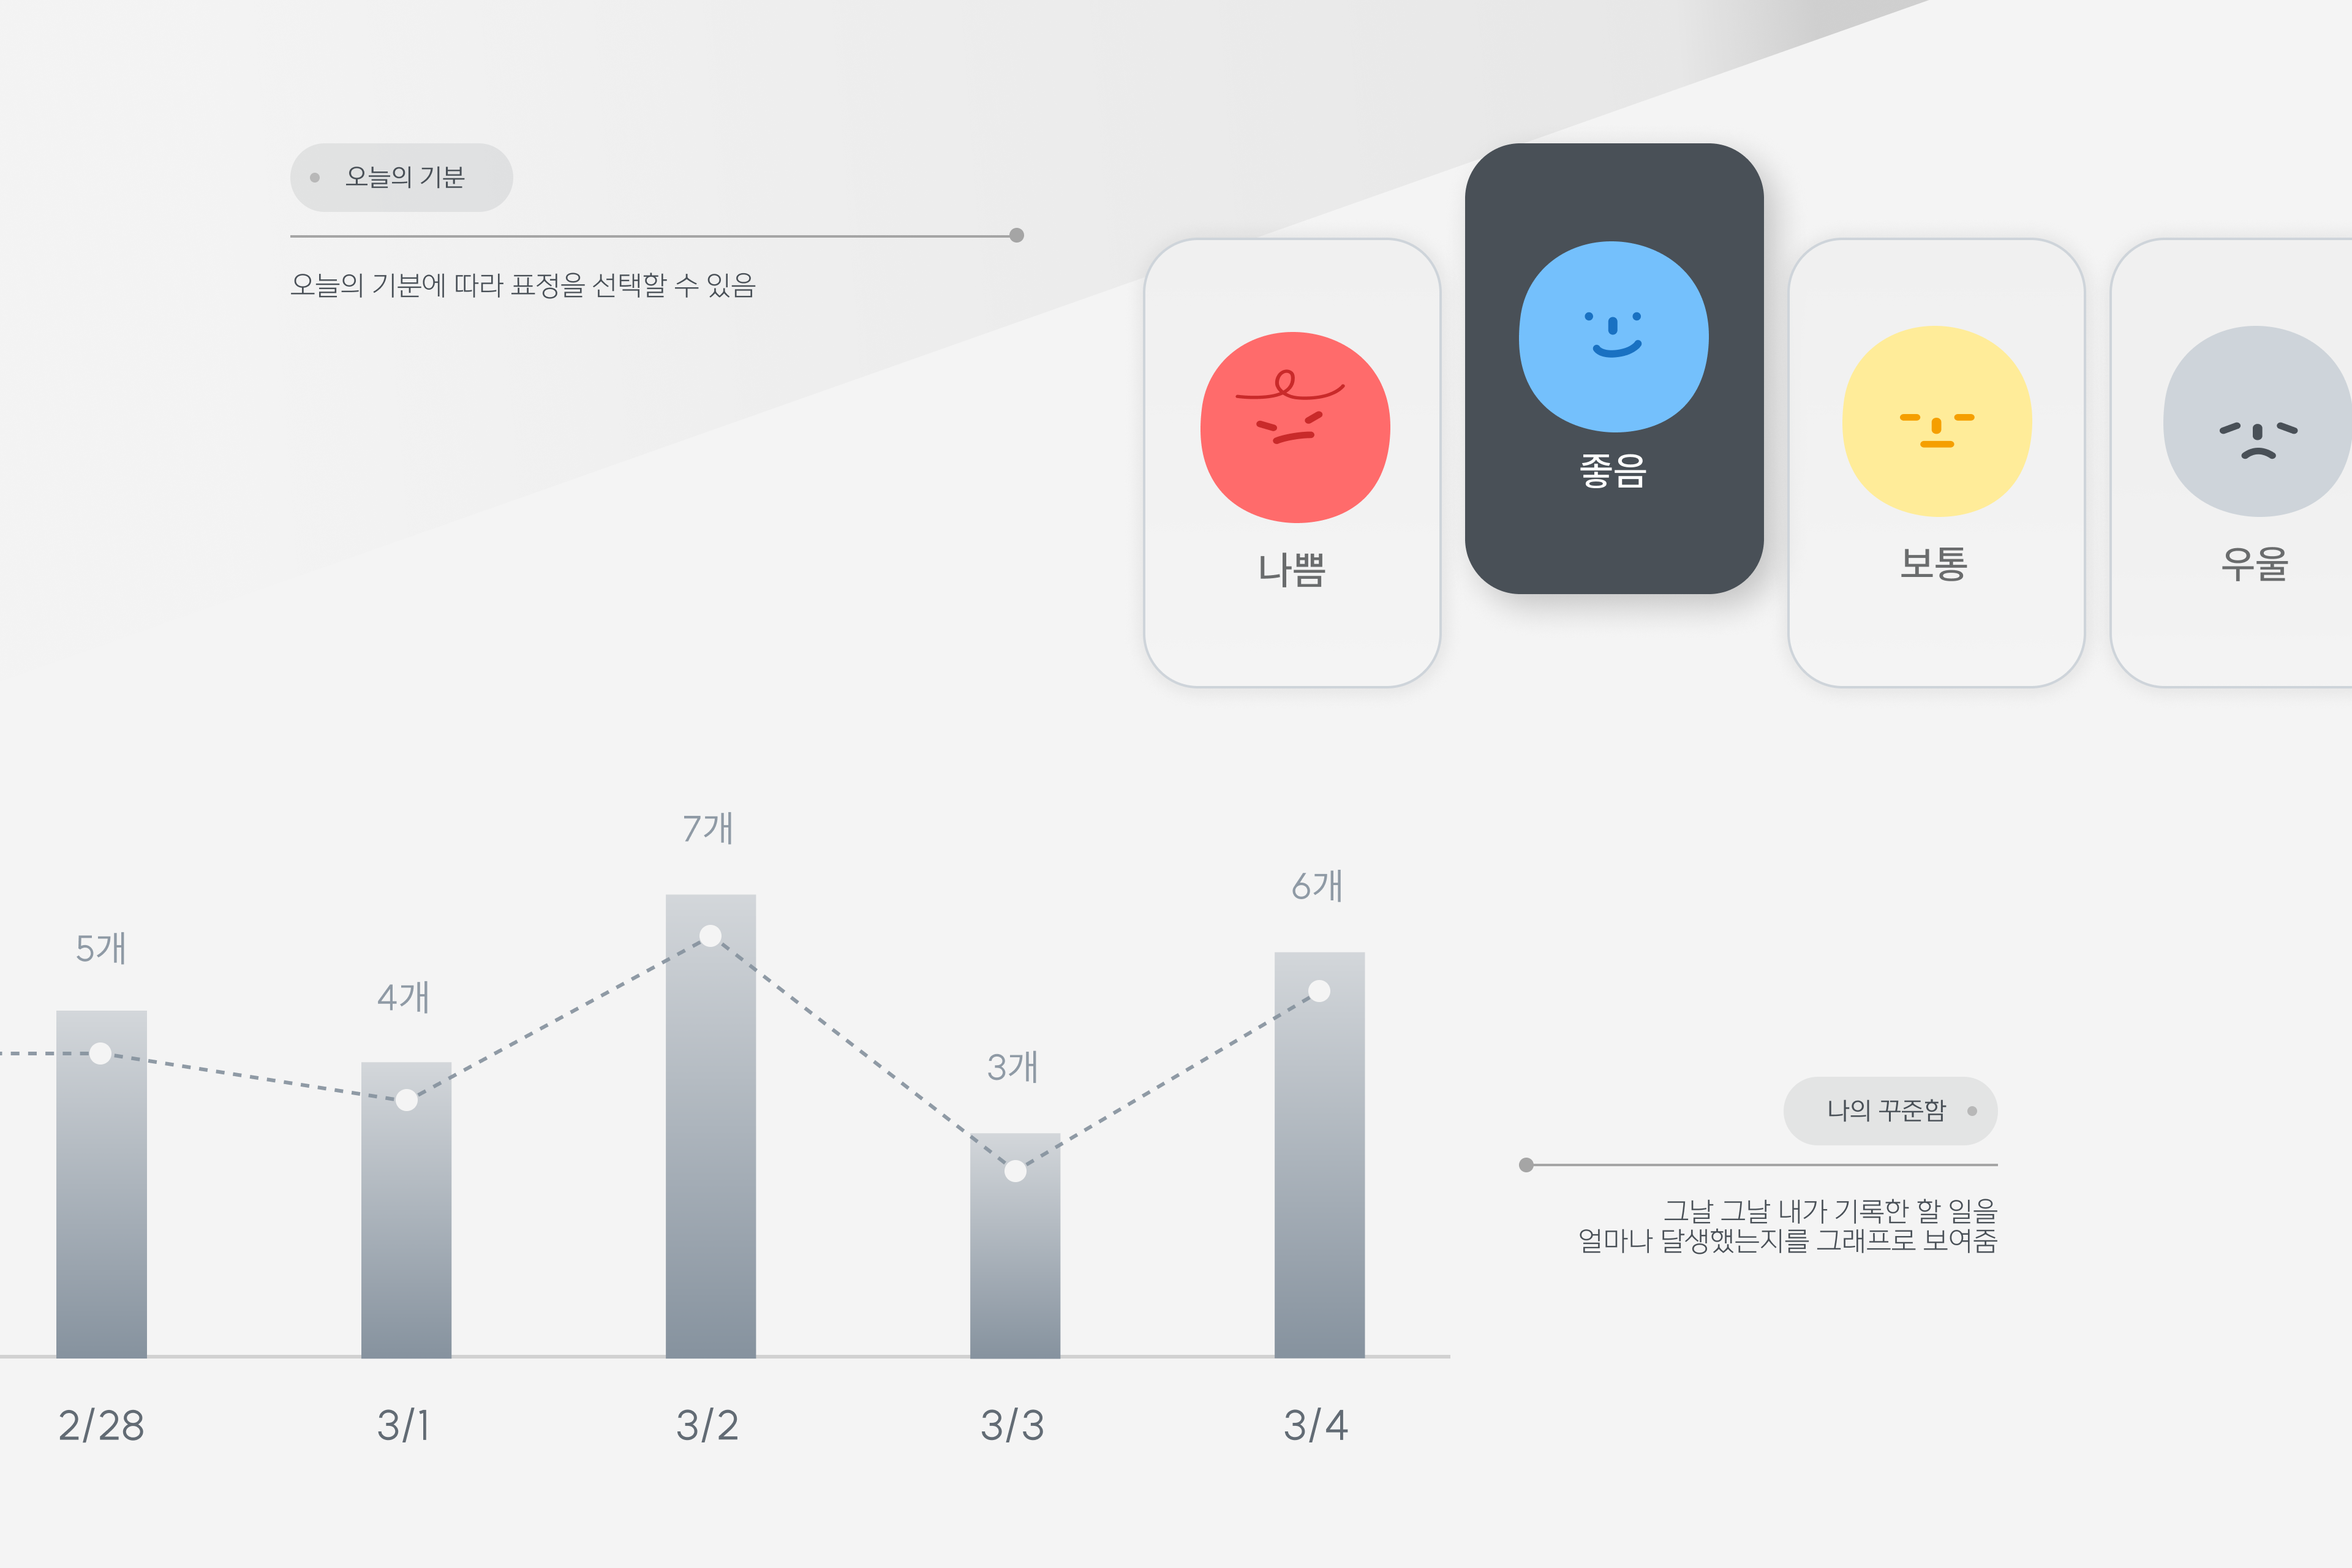 오늘의 기분
오늘의 기분에 따라 표정을 선택할 수 있음
나쁨
좋음
보통
우울
5개
4개
7개
3개
6개
2/28
3/1
3/2
3/3
3/4
나의 꾸준함
그날 그날 내가 기록한 할 일을
얼마나 달생했는지를 그래프로 보여줌